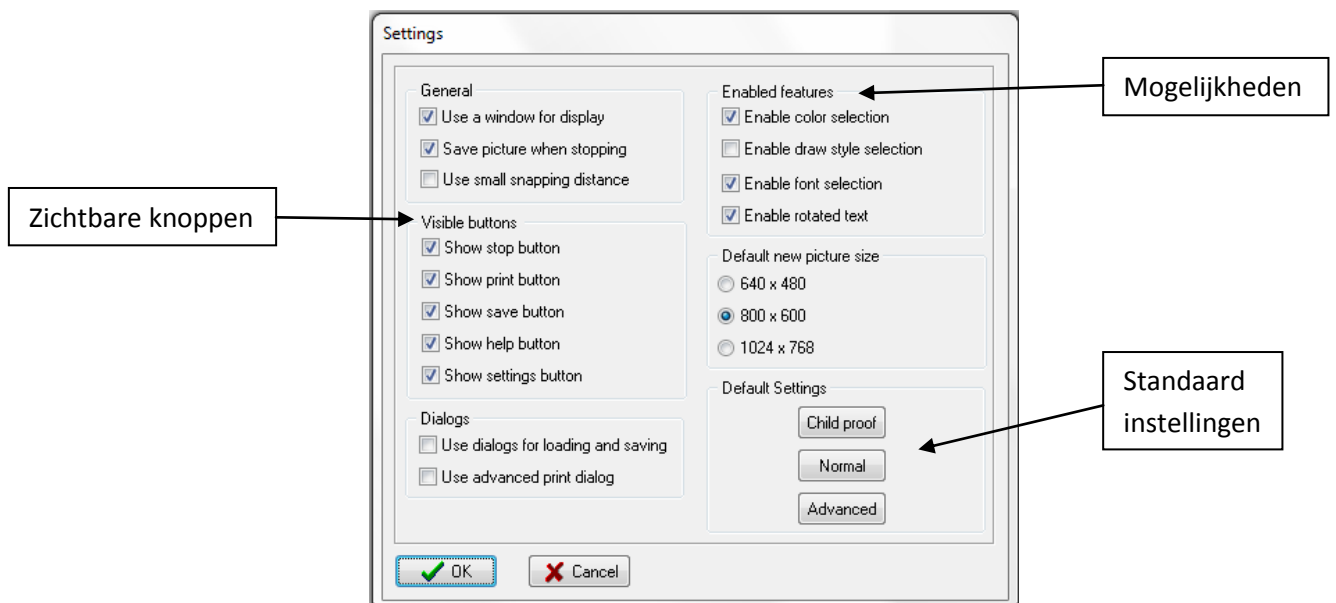 Settings
General
Use a window for display
Save picture when stopping
Use small snapping distance
Zichtbare knoppen
Visible buttons
Show stop button
Show print button
Show save button
Show help button
Show settings button
Dialogs
Use dialogs for loading and saving
Use advanced print dialog
Enabled features
Enable color selection
Enable draw style selection
Enable font selection
Enable rotated text
Mogelijkheden
Default new picture size
640 x 480
800 x 600
1024 x 768
Default Settings
Child proof
Normal
Advanced
Standaard
instellingen
OK
Cancel